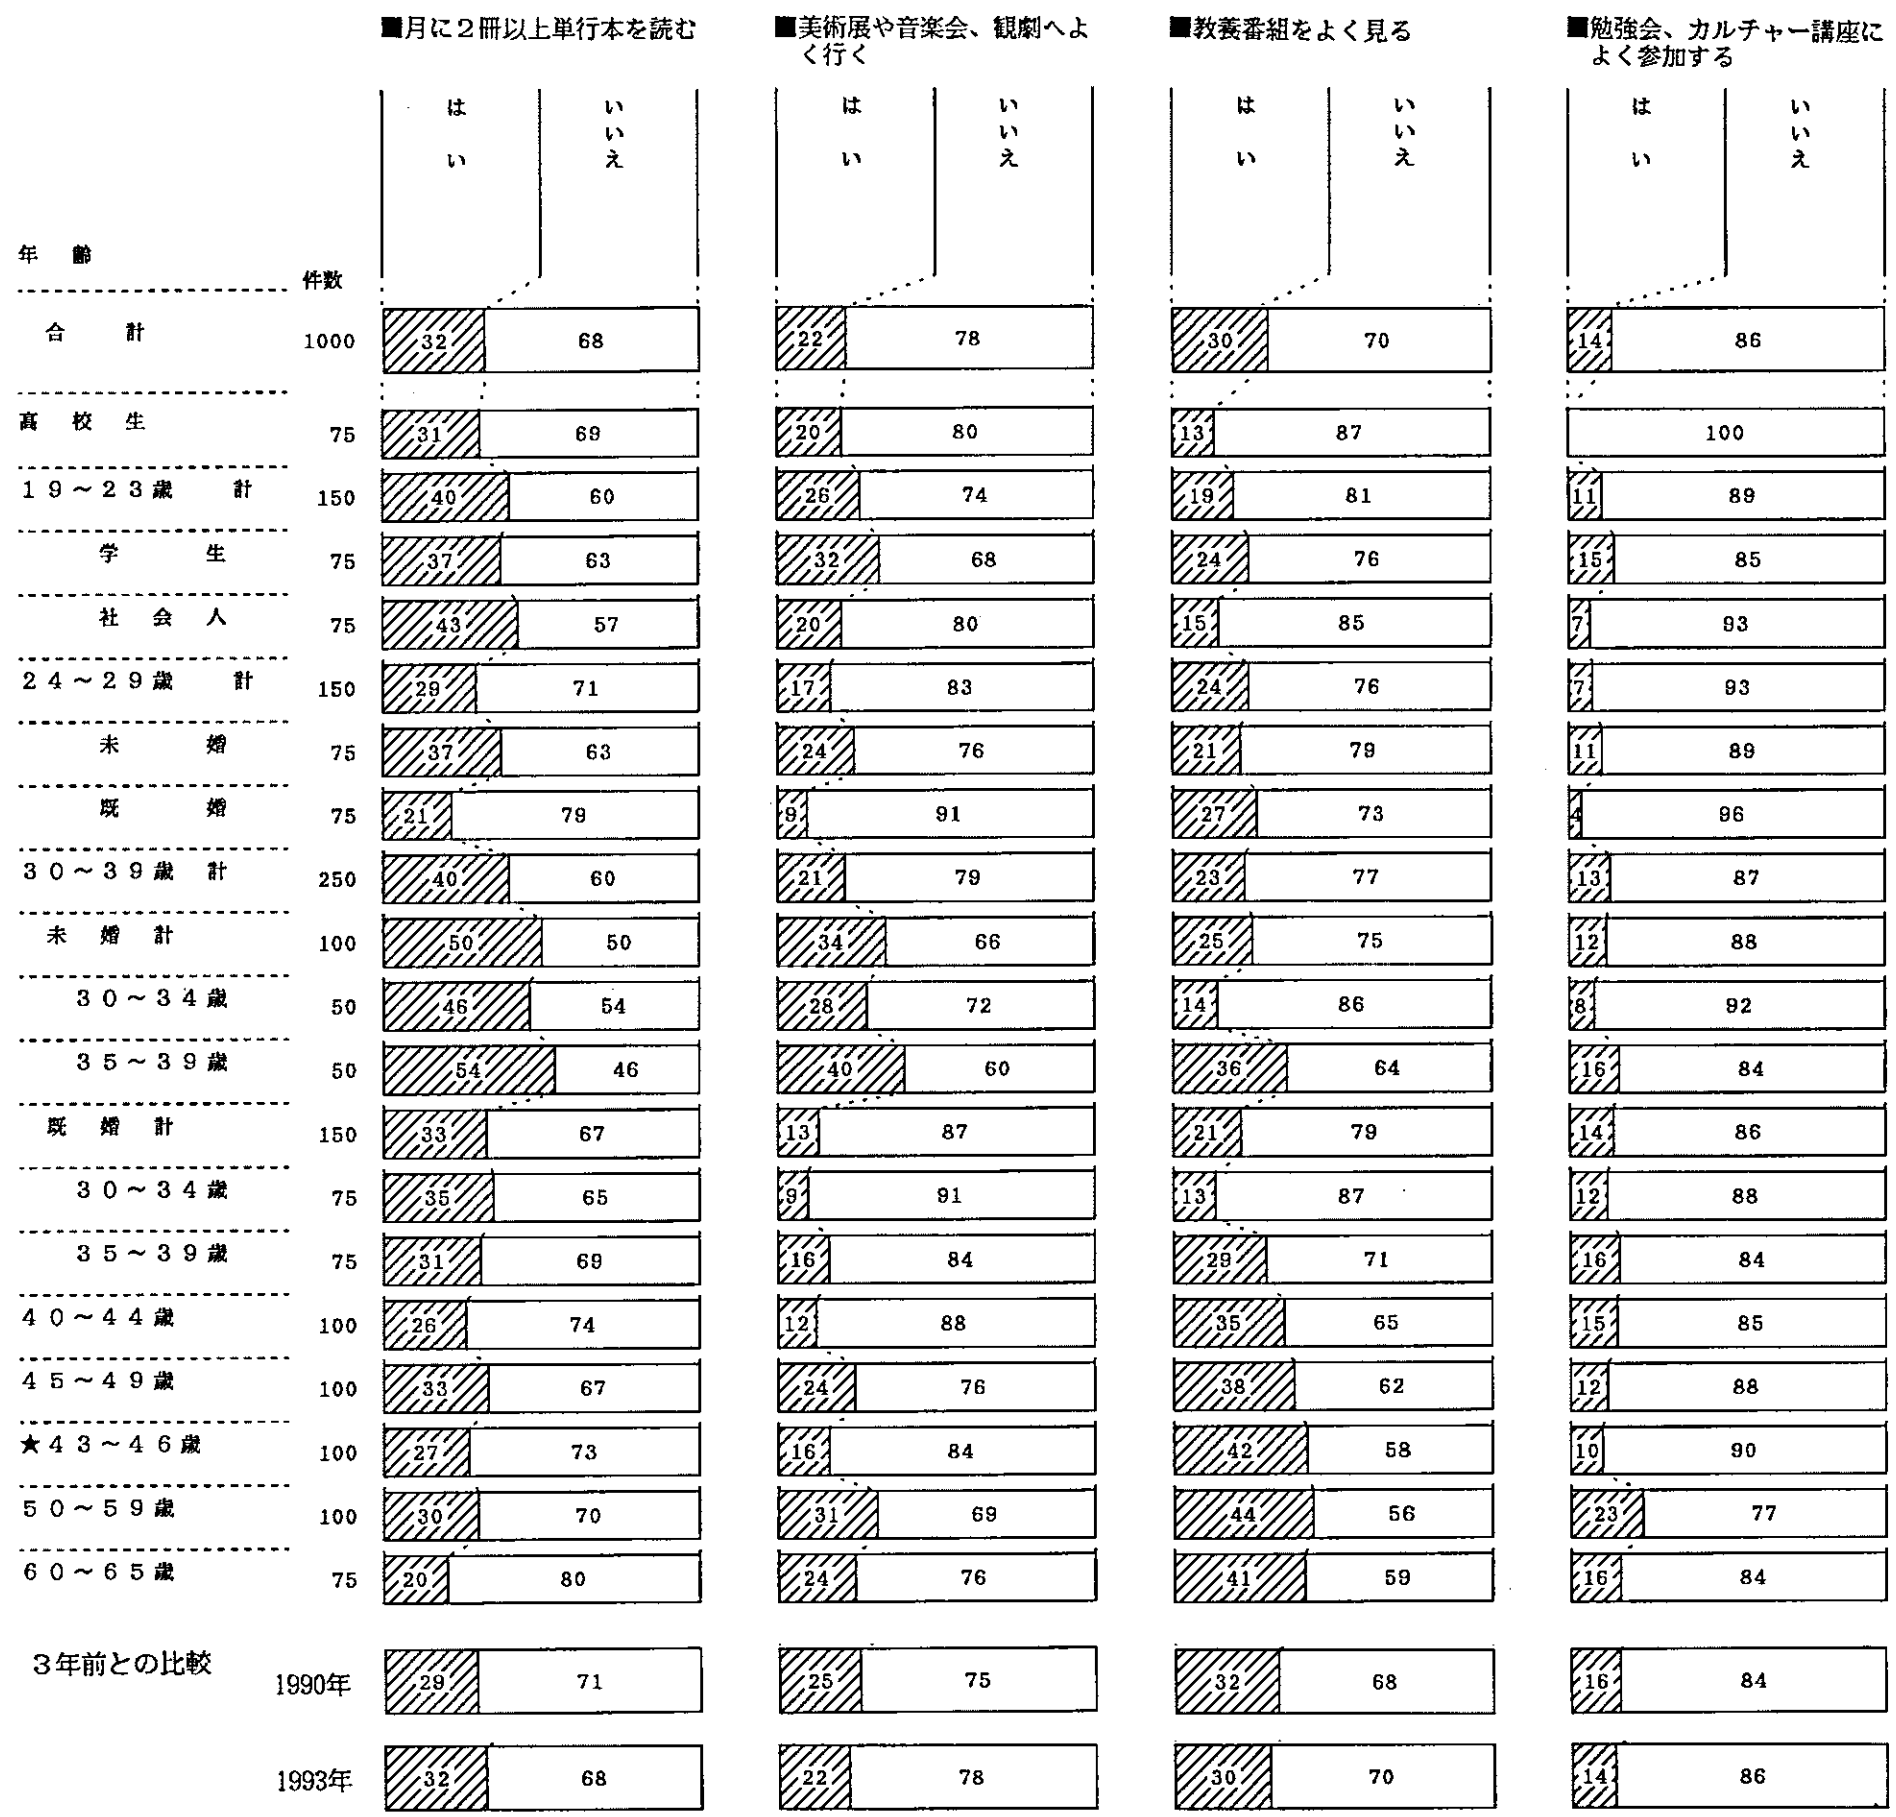 ■月に２冊以上単行本を読む ■美術展や音楽会、観劇へよく行く ■教養番組をよく見る ■勉強会、カルチャー講座によく参加する
はい いいえ はい いいえ はい いいえ はい いいえ
年齢
件数
合計 1000 32 68 22 78 30 70 14 86
高校生 75 31 69 20 80 13 87 100
１９～２３歳 計 150 40 60 26 74 19 81 11 89
学生 75 37 63 32 68 24 76 15 85
社会人 75 43 57 20 80 15 85 7 93
２４～２９歳 計 150 29 71 17 83 24 76 7 93
未婚 75 37 63 24 76 21 79 11 89
既婚 75 21 79 9 91 27 73 4 96
３０～３９歳 計 250 40 60 21 79 23 77 13 87
未婚計 100 50 50 34 66 25 75 12 88
３０～３４歳 50 46 54 28 72 14 86 8 92
３５～３９歳 50 54 46 40 60 36 64 16 84
既婚計 150 33 67 13 87 21 79 14 86
３０～３４歳 75 35 65 9 91 13 87 12 88
３５～３９歳 75 31 69 16 84 29 71 16 84
４０～４４歳 100 26 74 12 88 35 65 15 85
４５～４９歳 100 33 67 24 76 38 62 12 88
★４３～４６歳 100 27 73 16 84 42 58 10 90
５０～５９歳 100 30 70 31 69 44 56 23 77
６０～６５歳 75 20 80 24 76 41 59 16 84
３年前との比較
1990年 29 71 25 75 32 68 16 84
1993年 32 68 22 78 30 70 14 86